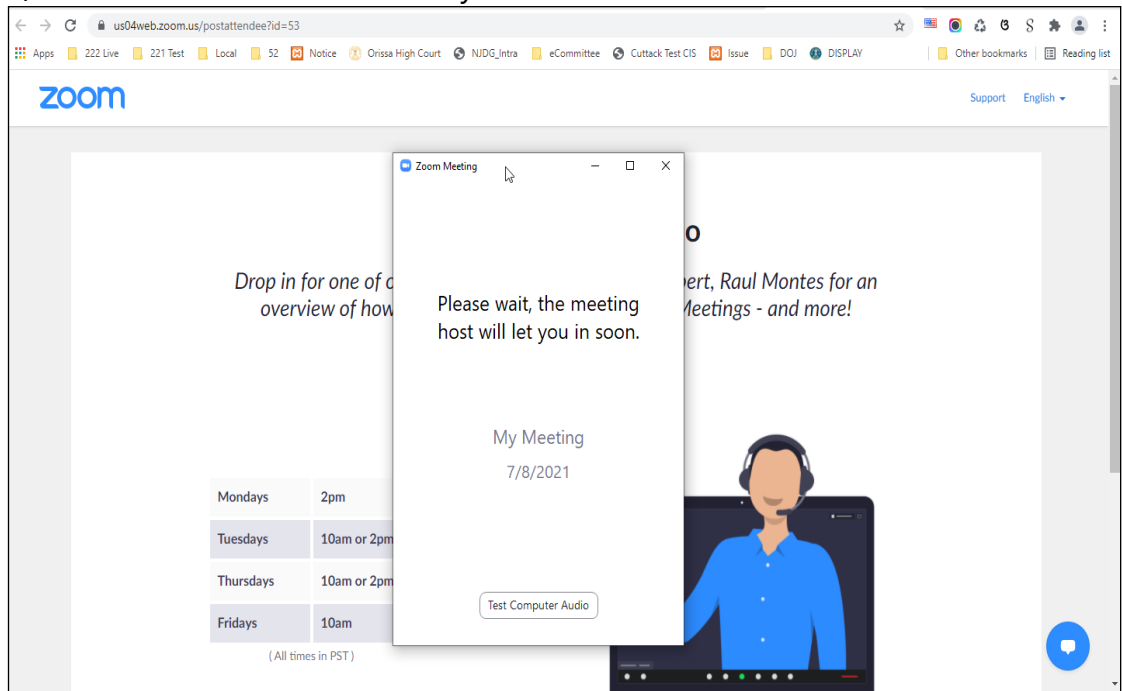 us04web.zoom.us/postattendee?id=53
Apps 222 Live 221 Test Local 52 Notice Orissa High Court NJDG_Intra eCommittee Cuttack Test CIS Issue DOJ DISPLAY Other bookmarks Reading list
zoom Support English
Zoom Meeting
o
Drop in for one of o
pert, Raul Montes for an
overview of how
Meetings - and more!
Please wait, the meeting
host will let you in soon.
My Meeting
7/8/2021
Mondays 2pm
Tuesdays 10am or 2pm
Thursdays 10am or 2pm
Fridays 10am
( All times in PST )
Test Computer Audio